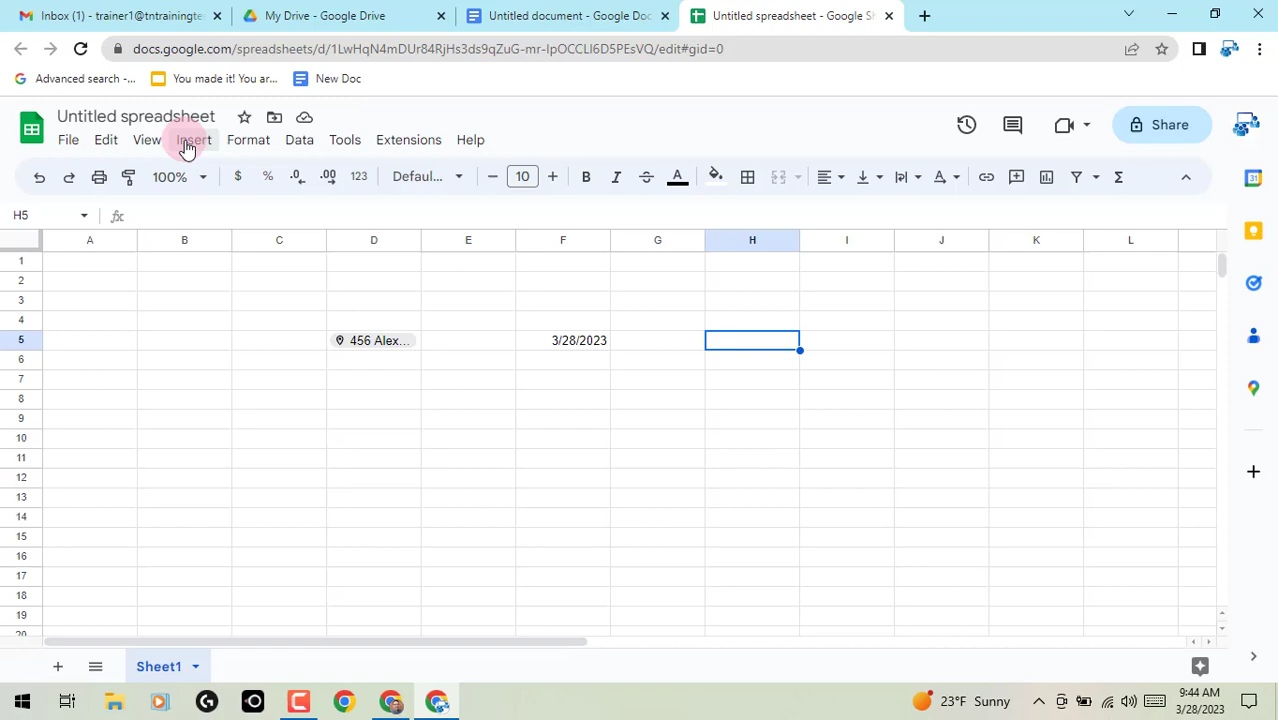 Inbox (1) - trainer1@tntrainingte
My Drive - Google Drive
Untitled document - Google Doc
Untitled spreadsheet - Google Sh
docs.google.com/spreadsheets/d/1LwHqN4mDUr84RjHs3ds9qZuG-mr-IpOCCLI6D5PEsVQ/edit#gid=0
Advanced search -...
You made it! You ar...
New Doc
Untitled spreadsheet
File Edit View Insert Format Data Tools Extensions Help
Share
100% $ % .0 .00 123 Defaul... 10 B I A A
31
H5 fx
A B C D E F G H I J K L
1
2
3
4
5 456 Alex... 3/28/2023
6
7
8
9
10
11
12
13
14
15
16
17
18
19
20
Sheet1
23°F Sunny
9:44 AM
3/28/2023